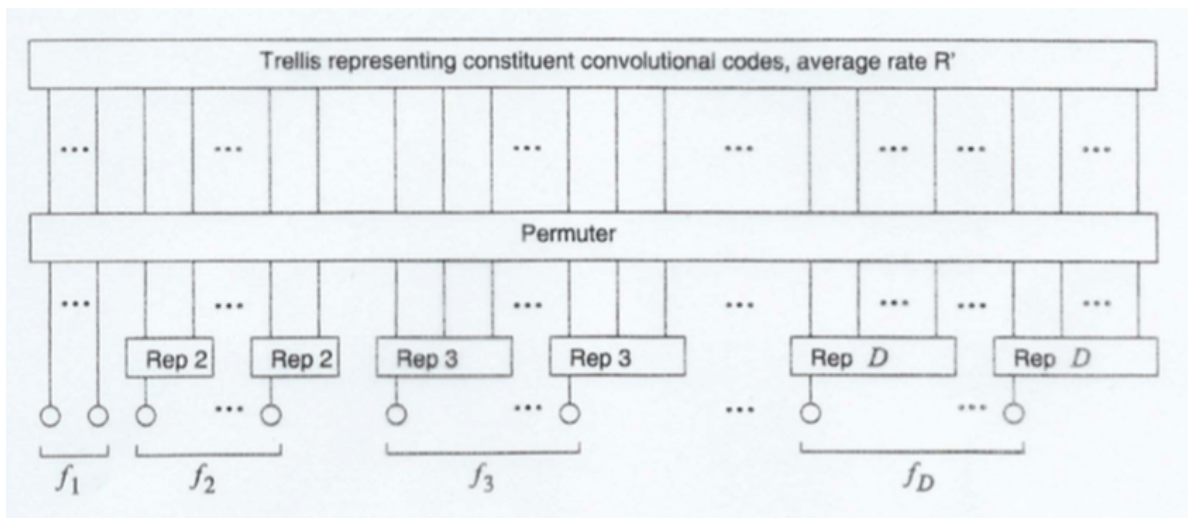 Trellis representing constituent convolutional codes, average rate R'
Permuter
Rep 2 Rep 2 Rep 3 Rep 3 Rep D Rep D
f1 f2 f3 fD